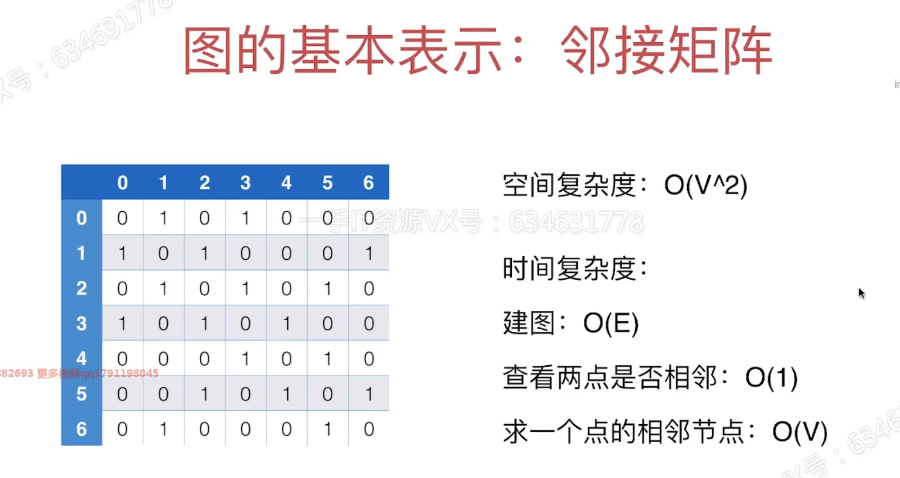 图的基本表示：邻接矩阵
0 1 2 3 4 5 6
0 0 1 0 1 0 0 0
1 1 0 1 0 0 0 1
2 0 1 0 1 0 1 0
3 1 0 1 0 1 0 0
4 0 0 0 1 0 1 0
5 0 0 1 0 1 0 1
6 0 1 0 0 0 1 0
空间复杂度：O(V^2)
时间复杂度：
建图：O(E)
查看两点是否相邻：O(1)
求一个点的相邻节点：O(V)
一手IT资源VX号：634631778
382693 更多视频qq1791198045
VX号：634631778
VX号：63463